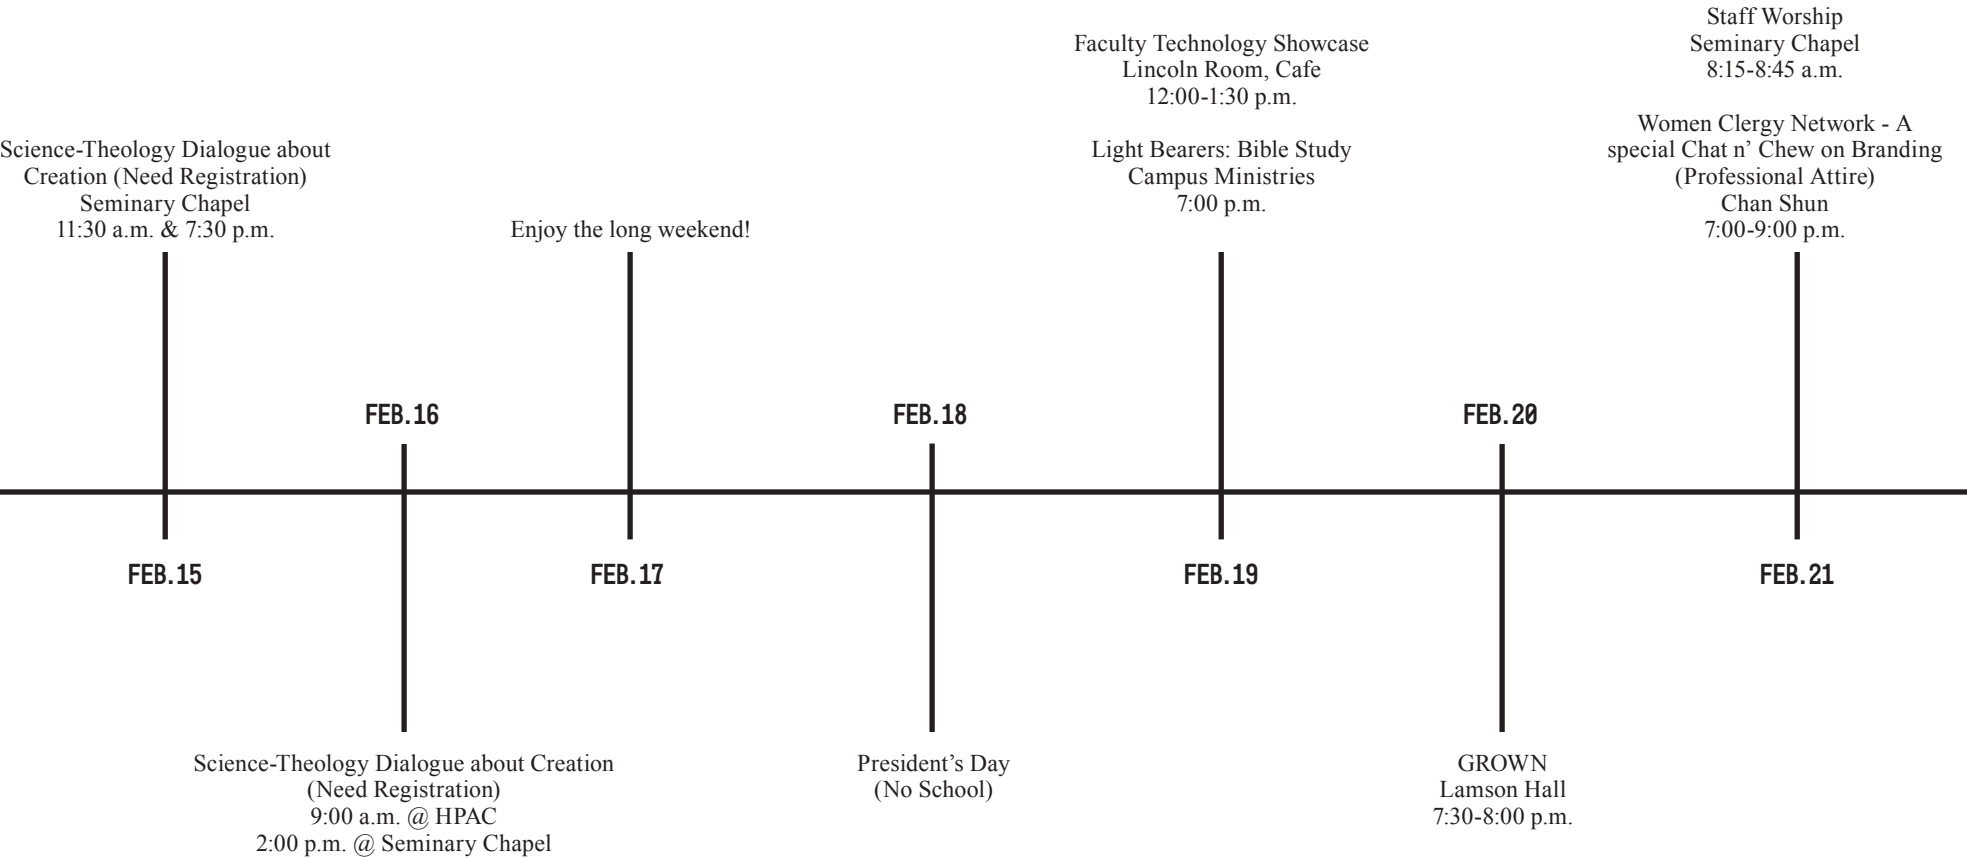 Science-Theology Dialogue about
Creation (Need Registration)
Seminary Chapel
11:30 a.m. & 7:30 p.m.
FEB.15
FEB.16
Science-Theology Dialogue about Creation
(Need Registration)
9:00 a.m. @ HPAC
2:00 p.m. @ Seminary Chapel
Enjoy the long weekend!
FEB.17
FEB.18
President’s Day
(No School)
Faculty Technology Showcase
Lincoln Room, Cafe
12:00-1:30 p.m.
Light Bearers: Bible Study
Campus Ministries
7:00 p.m.
FEB.19
FEB.20
GROWN
Lamson Hall
7:30-8:00 p.m.
Staff Worship
Seminary Chapel
8:15-8:45 a.m.
Women Clergy Network - A
special Chat n’ Chew on Branding
(Professional Attire)
Chan Shun
7:00-9:00 p.m.
FEB.21